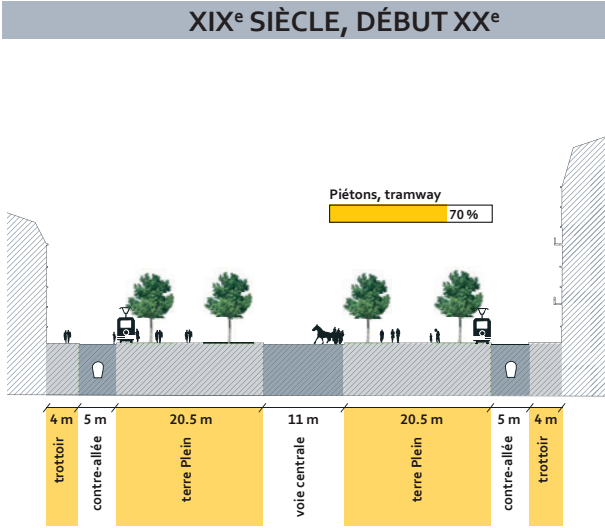 XIXᵉ SIÈCLE, DÉBUT XXᵉ
Piétons, tramway
70 %
4 m 5 m 20.5 m 11 m 20.5 m 5 m 4 m
trottoir
contre-allée
terre Plein
voie centrale
terre Plein
contre-allée
trottoir